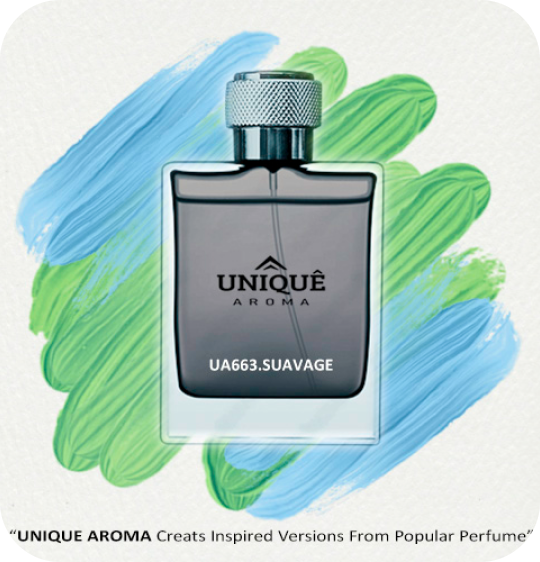 UNIQUÊ
AROMA
UA663.SUAVAGE
“UNIQUE AROMA Creats Inspired Versions From Popular Perfume”